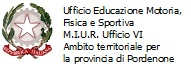 Ufficio Educazione Motoria,
Fisica e Sportiva
M.I.U.R. Ufficio VI
Ambito territoriale per
la provincia di Pordenone